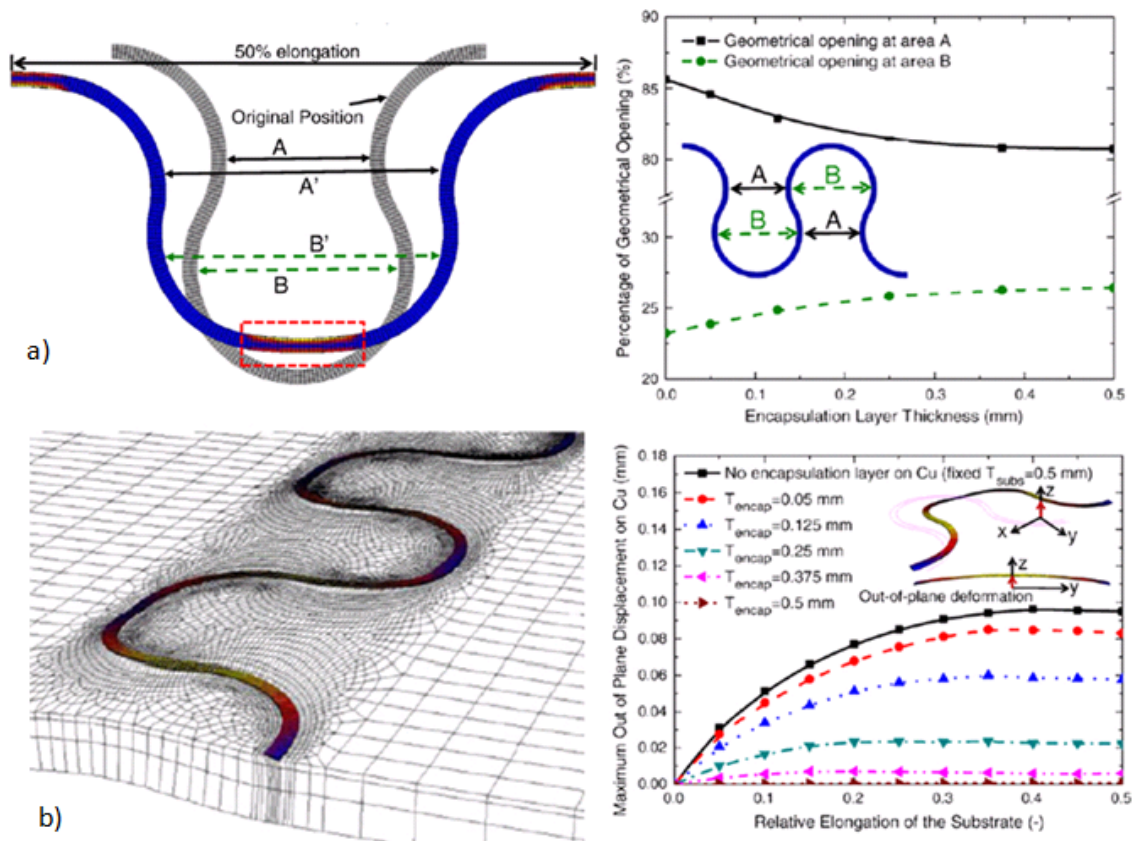 50% elongation
Original Position
A
A'
B'
B
a)
90
85
80
30
25
20
Percentage of Geometrical Opening (%)
Geometrical opening at area A
Geometrical opening at area B
A
B
B
A
0.0 0.1 0.2 0.3 0.4 0.5
Encapsulation Layer Thickness (mm)
b)
0.18
0.16
0.14
0.12
0.10
0.08
0.06
0.04
0.02
0.00
Maximum Out of Plane Displacement on Cu (mm)
No encapsulation layer on Cu (fixed Tsubs=0.5 mm)
Tencap=0.05 mm
Tencap=0.125 mm
Tencap=0.25 mm
Tencap=0.375 mm
Tencap=0.5 mm
z
x
y
z
y
Out-of-plane deformation
0.0 0.1 0.2 0.3 0.4 0.5
Relative Elongation of the Substrate (-)